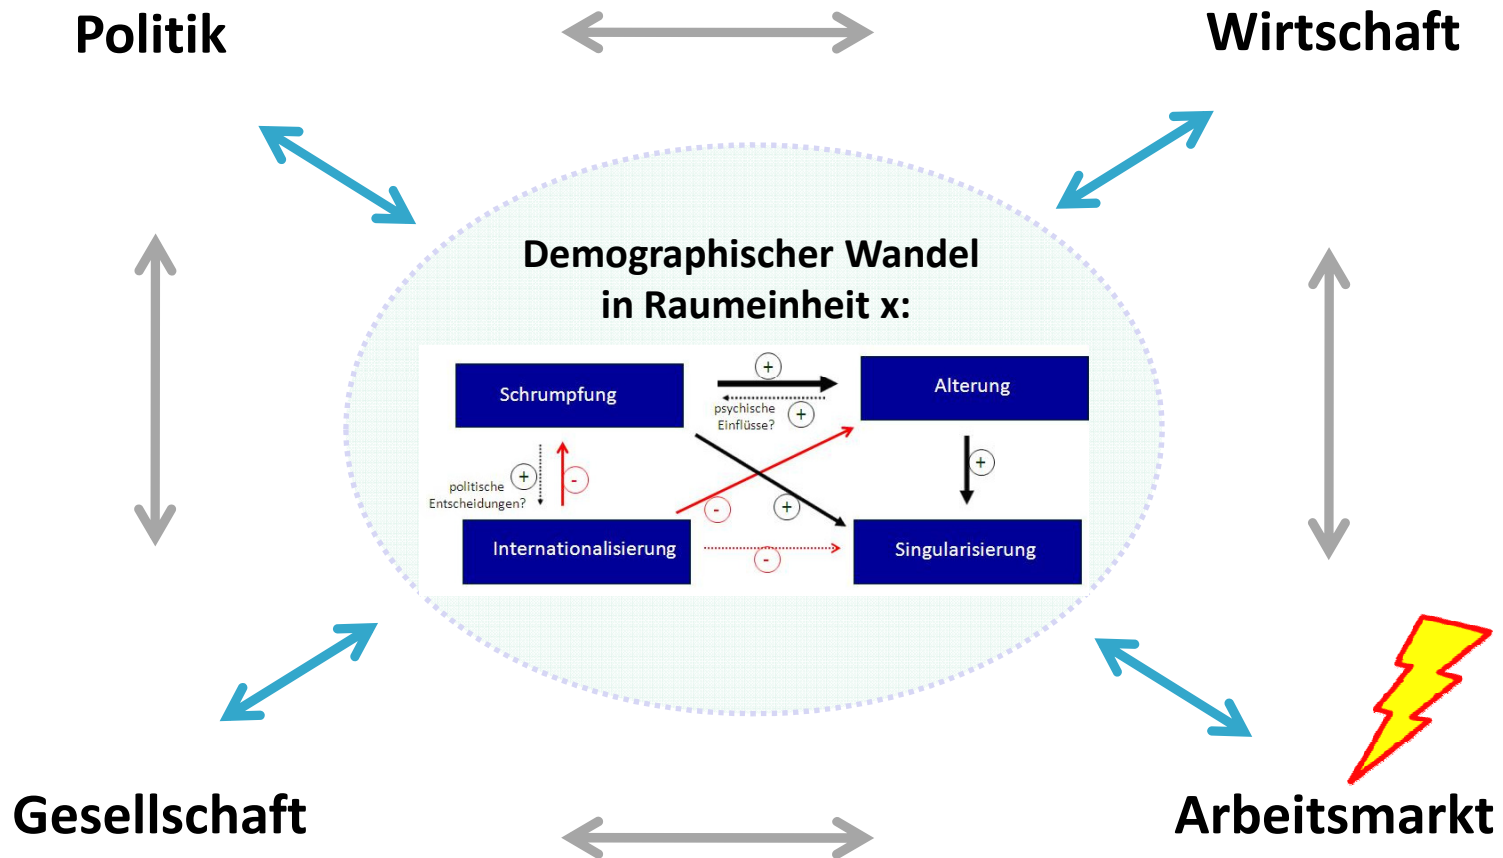 Politik
Wirtschaft
Demographischer Wandel
in Raumeinheit x:
Schrumpfung
+
Alterung
psychische
Einflüsse?
+
+
-
+
politische
Entscheidungen?
-
+
Internationalisierung
-
Singularisierung
Gesellschaft
Arbeitsmarkt